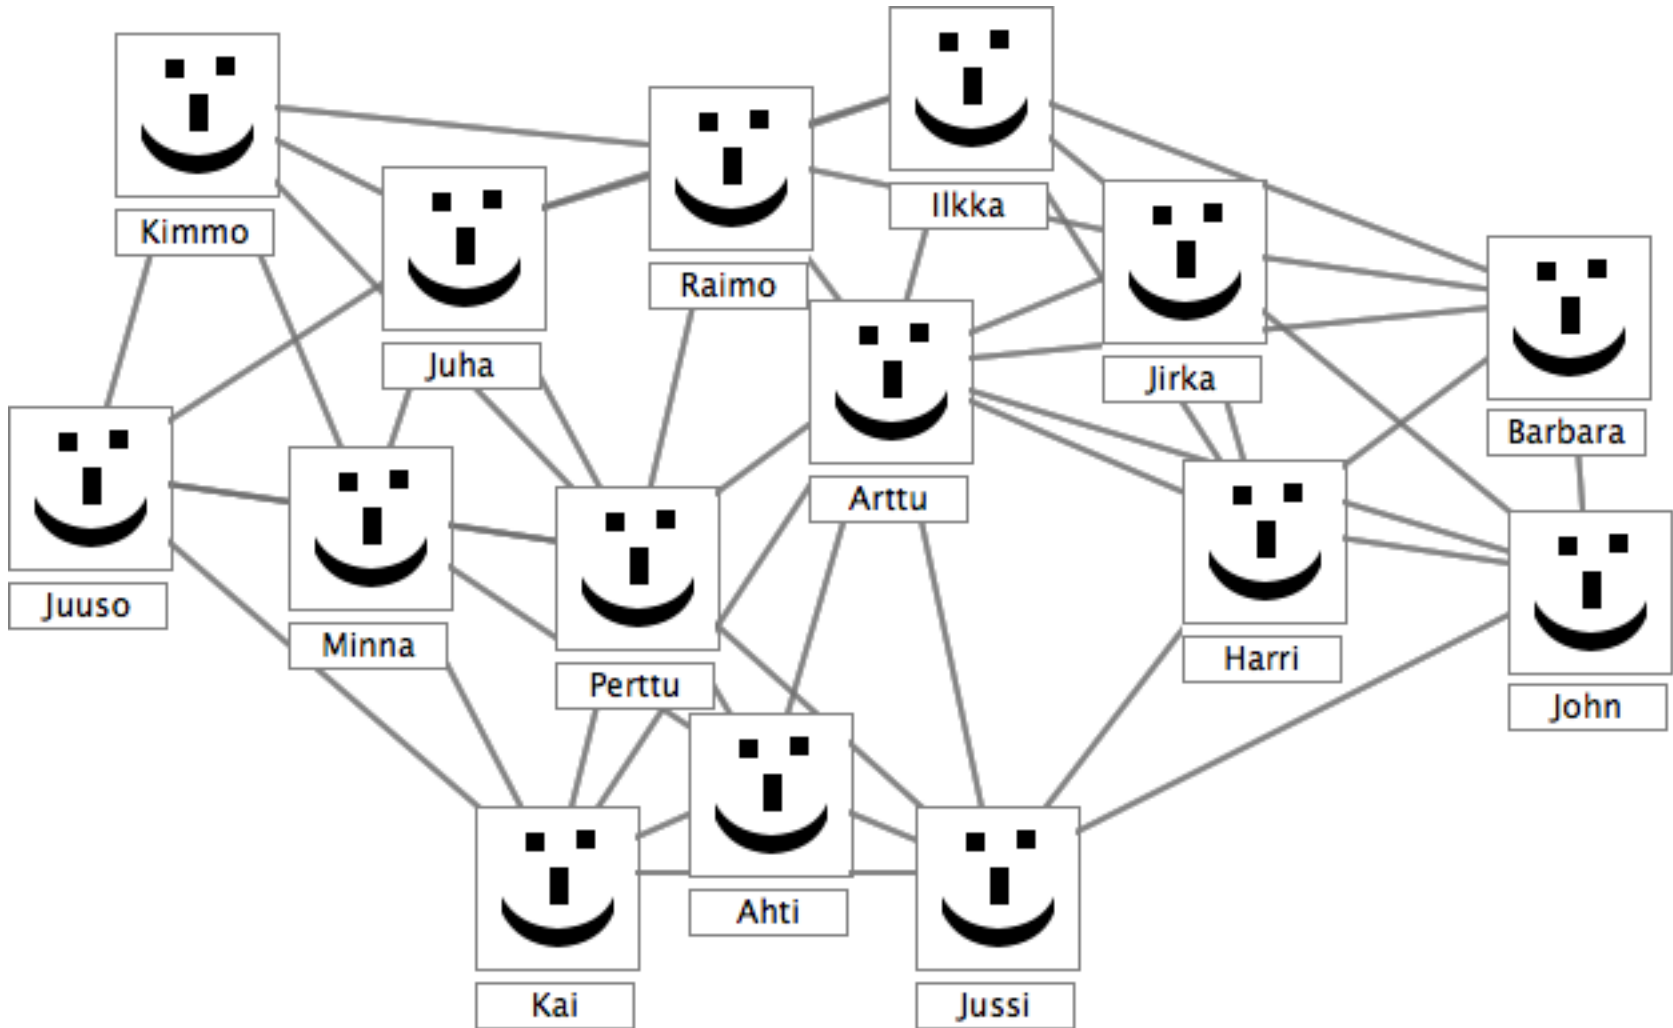 Kimmo
Ilkka
Raimo
Juha
Jirka
Barbara
Arttu
Juuso
Minna
Perttu
Harri
John
Ahti
Kai
Jussi